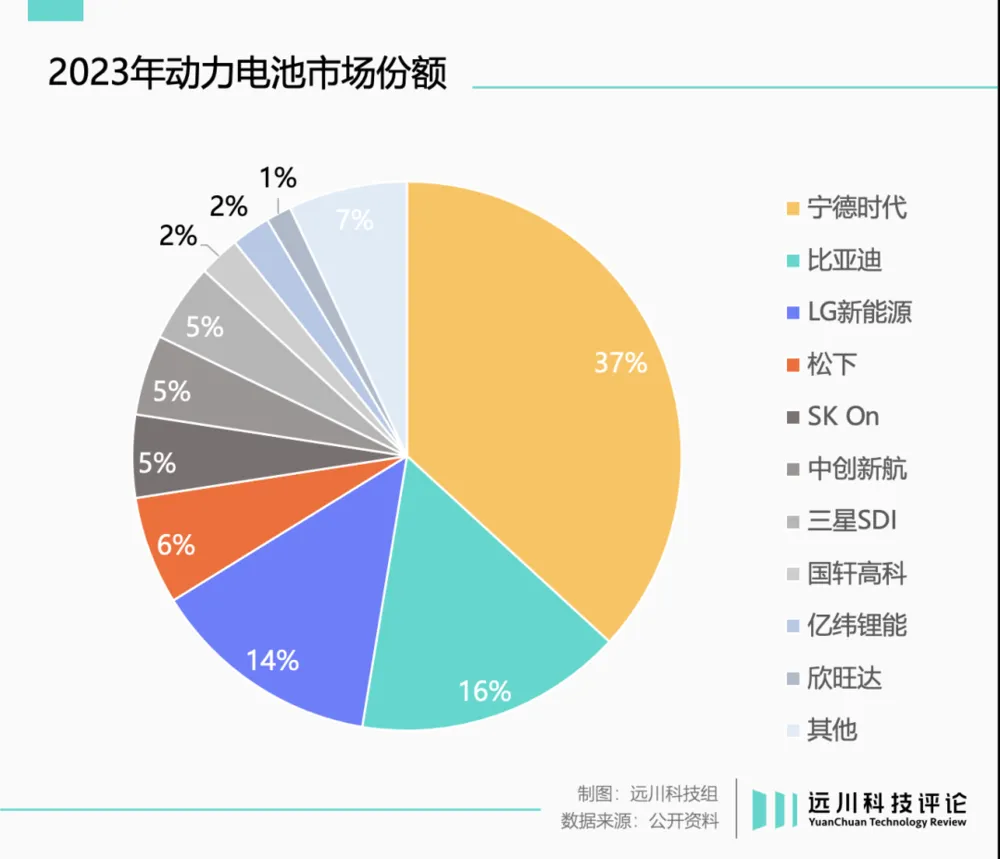 2023年动力电池市场份额
1%
2%
2%
7%
37%
5%
5%
5%
6%
14%
16%
宁德时代
比亚迪
LG新能源
松下
SK On
中创新航
三星SDI
国轩高科
亿纬锂能
欣旺达
其他
制图：远川科技组
数据来源：公开资料
远川科技评论
YuanChuan Technology Review